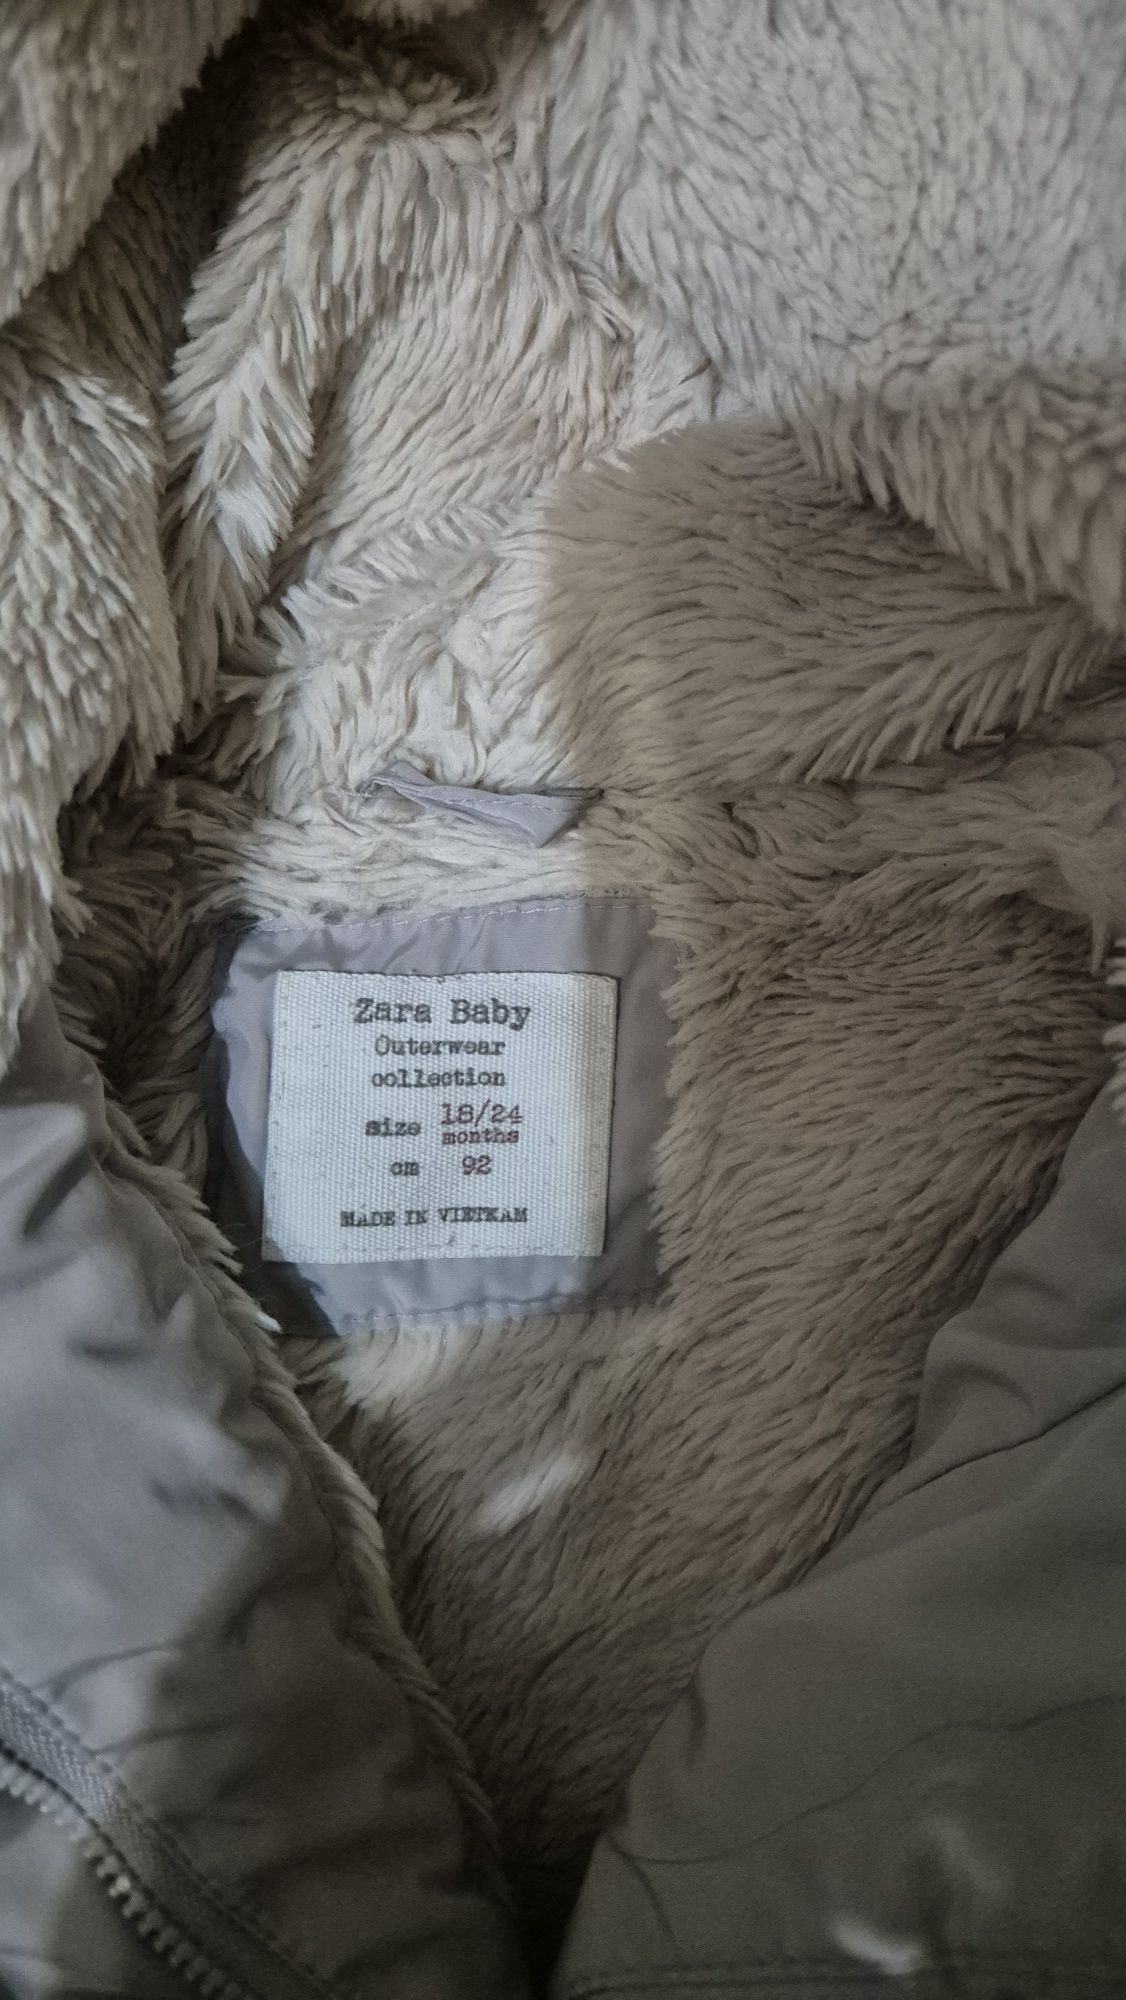 Zara Baby
Outerwear
collection
size 18/24
months
cm 92
MADE IN VIETNAM